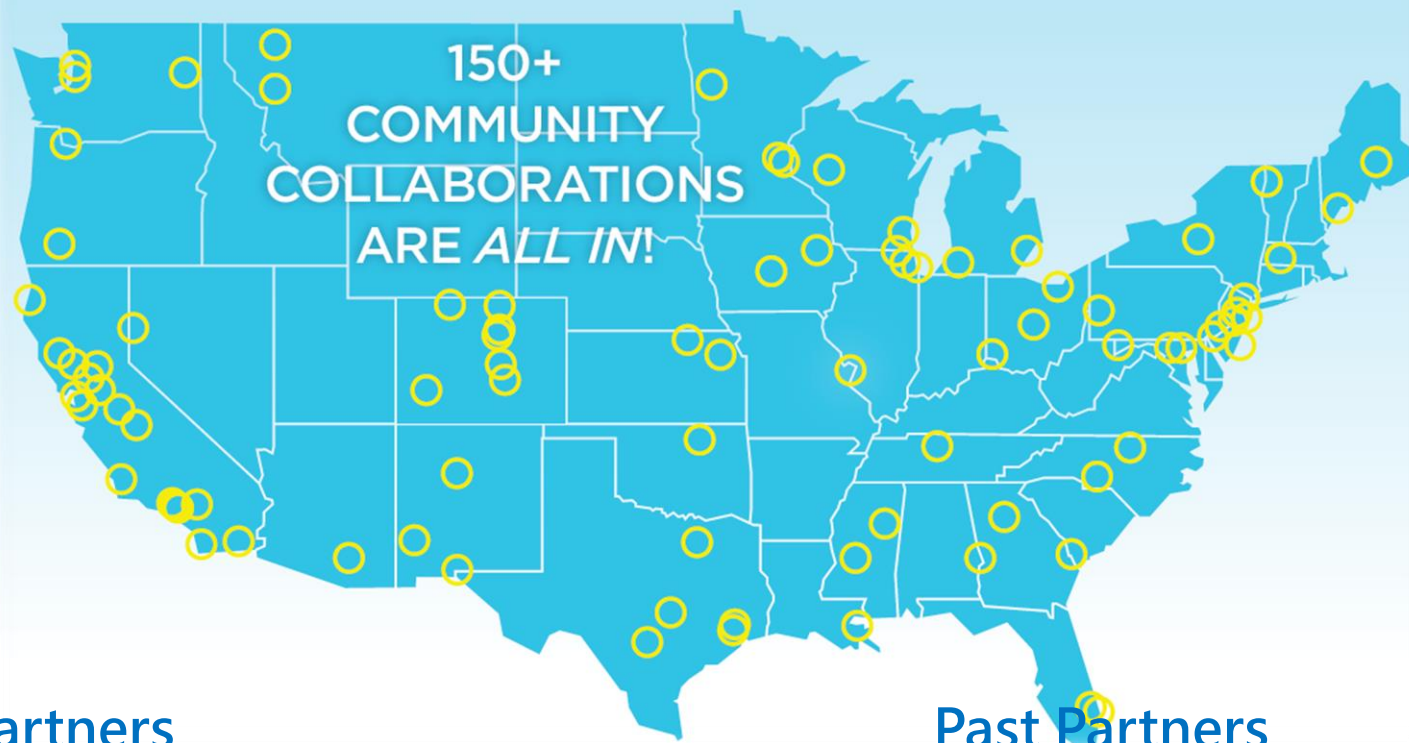 150+
COMMUNITY
COLLABORATIONS
ARE ALL IN!
artners
Past Partners